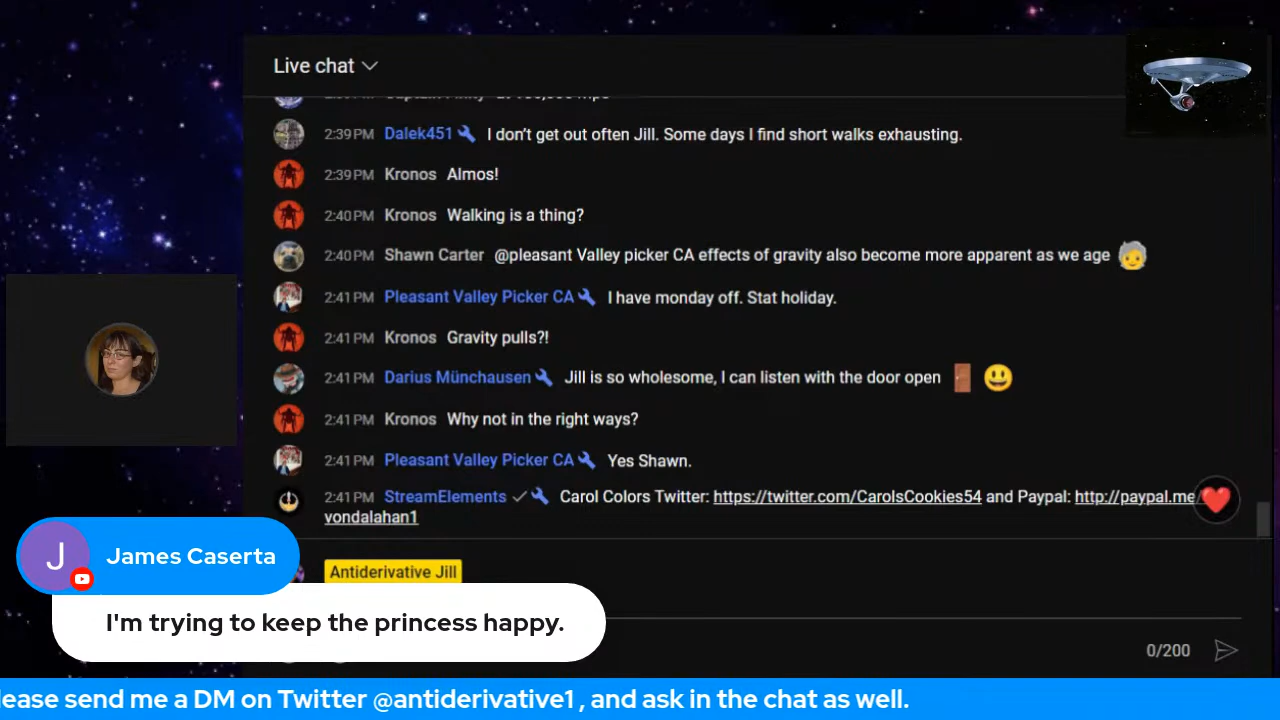 Live chat
2:39 PM Dalek451 I don't get out often Jill. Some days I find short walks exhausting.
2:39 PM Kronos Almos!
2:40 PM Kronos Walking is a thing?
2:40 PM Shawn Carter @pleasant Valley picker CA effects of gravity also become more apparent as we age
2:41 PM Pleasant Valley Picker CA I have monday off. Stat holiday.
2:41 PM Kronos Gravity pulls?!
2:41 PM Darius Münchausen Jill is so wholesome, I can listen with the door open
2:41 PM Kronos Why not in the right ways?
2:41 PM Pleasant Valley Picker CA Yes Shawn.
2:41 PM StreamElements Carol Colors Twitter: https://twitter.com/CarolsCookies54 and Paypal: http://paypal.me/
vondalahan1
J James Caserta
Antiderivative Jill
I'm trying to keep the princess happy.
0/200
lease send me a DM on Twitter @antiderivative1 , and ask in the chat as well.